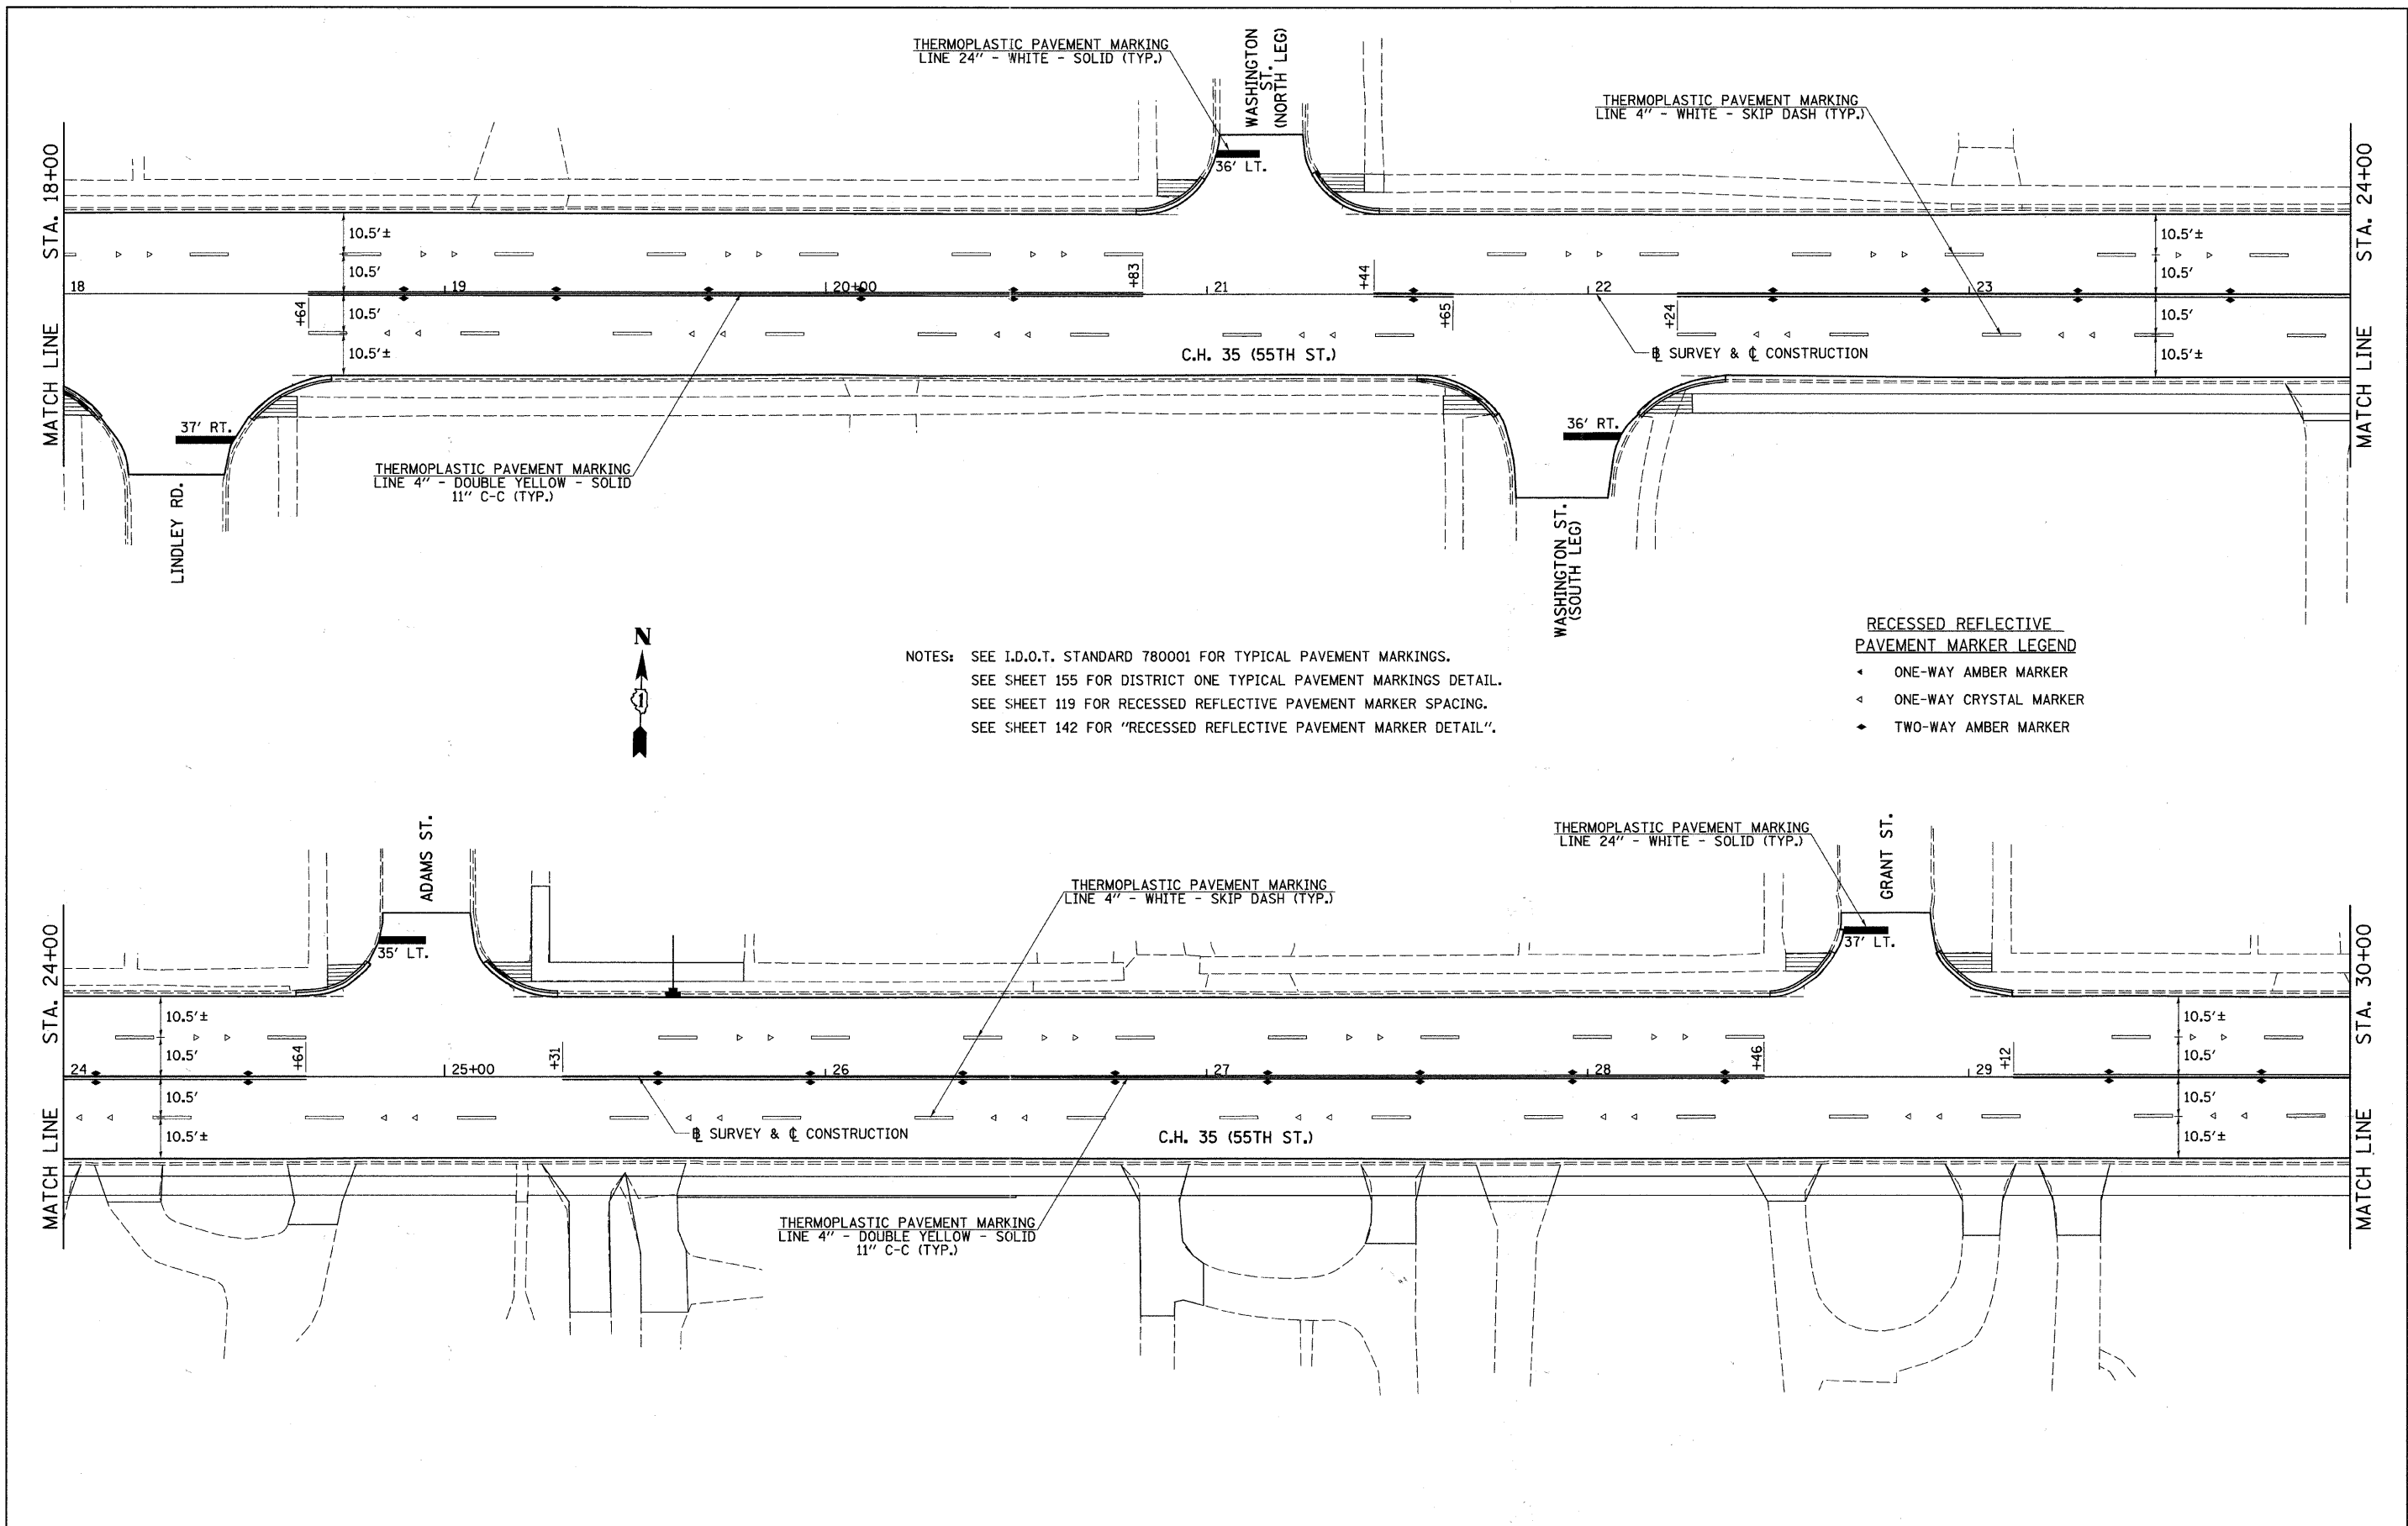 THERMOPLASTIC PAVEMENT MARKING
LINE 24" - WHITE - SOLID (TYP.)
WASHINGTON
ST.
(NORTH LEG)
THERMOPLASTIC PAVEMENT MARKING
LINE 4" - WHITE - SKIP DASH (TYP.)
MATCH LINE STA. 18+00
MATCH LINE STA. 24+00
36' LT.
10.5'±
10.5'
10.5'±
10.5'
18
19
20+00
+83
21
+44
22
23
+64
+65
+24
10.5'
10.5'±
10.5'
10.5'±
C.H. 35 (55TH ST.)
B̵L SURVEY & ℄ CONSTRUCTION
37' RT.
36' RT.
THERMOPLASTIC PAVEMENT MARKING
LINE 4" - DOUBLE YELLOW - SOLID
11" C-C (TYP.)
LINDLEY RD.
WASHINGTON ST.
(SOUTH LEG)
N
1
NOTES: SEE I.D.O.T. STANDARD 780001 FOR TYPICAL PAVEMENT MARKINGS.
SEE SHEET 155 FOR DISTRICT ONE TYPICAL PAVEMENT MARKINGS DETAIL.
SEE SHEET 119 FOR RECESSED REFLECTIVE PAVEMENT MARKER SPACING.
SEE SHEET 142 FOR "RECESSED REFLECTIVE PAVEMENT MARKER DETAIL".
RECESSED REFLECTIVE
PAVEMENT MARKER LEGEND
ONE-WAY AMBER MARKER
ONE-WAY CRYSTAL MARKER
TWO-WAY AMBER MARKER
ADAMS ST.
THERMOPLASTIC PAVEMENT MARKING
LINE 4" - WHITE - SKIP DASH (TYP.)
THERMOPLASTIC PAVEMENT MARKING
LINE 24" - WHITE - SOLID (TYP.)
GRANT ST.
MATCH LINE STA. 24+00
MATCH LINE STA. 30+00
35' LT.
37' LT.
10.5'±
10.5'
10.5'±
10.5'
24
+64
25+00
+31
26
27
28
+46
29
+12
10.5'
10.5'±
10.5'
10.5'±
B̵L SURVEY & ℄ CONSTRUCTION
C.H. 35 (55TH ST.)
THERMOPLASTIC PAVEMENT MARKING
LINE 4" - DOUBLE YELLOW - SOLID
11" C-C (TYP.)